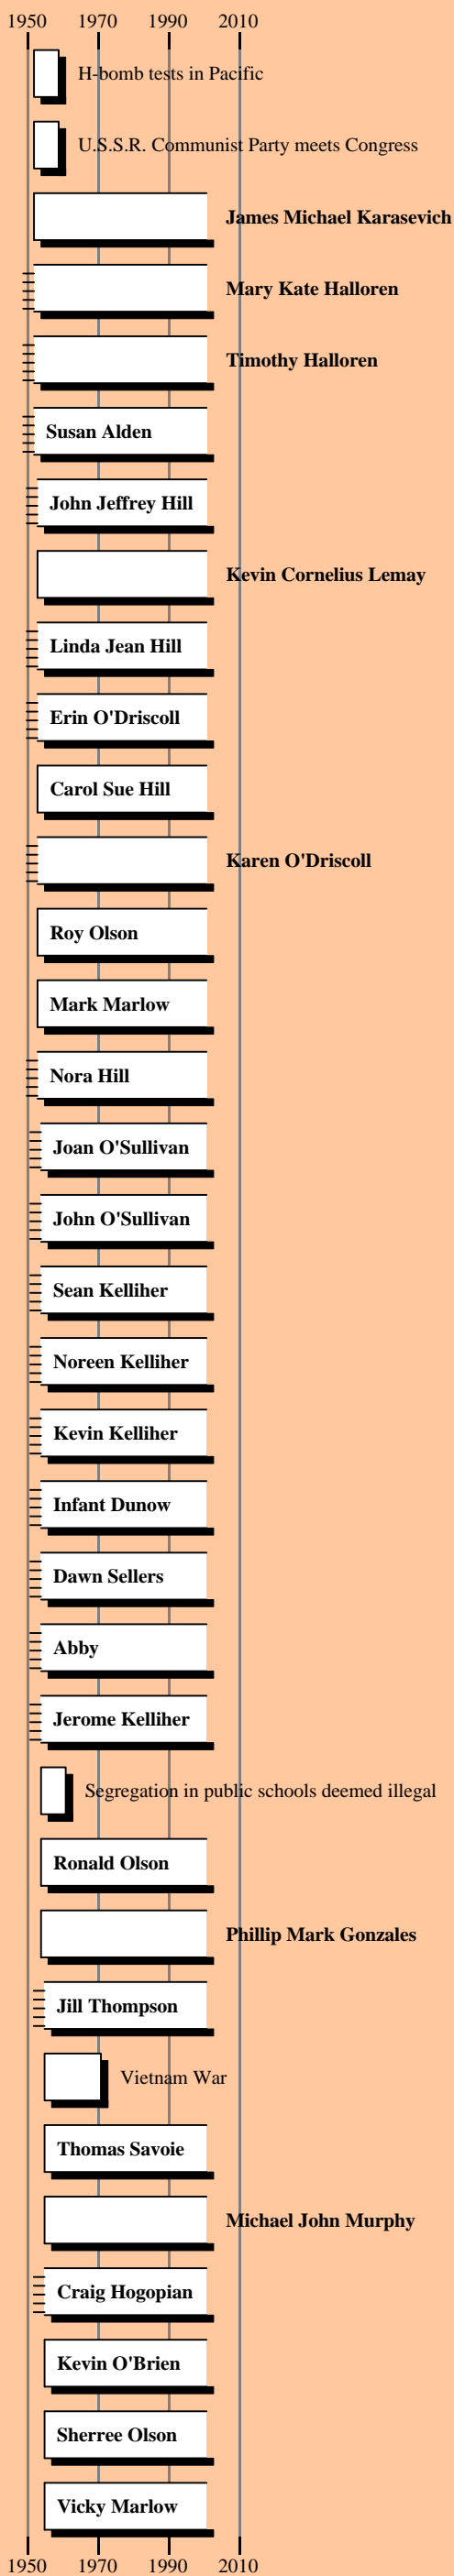 1950 1970 1990 2010
H-bomb tests in Pacific
U.S.S.R. Communist Party meets Congress
James Michael Karasevich
Mary Kate Halloren
Timothy Halloren
Susan Alden
John Jeffrey Hill
Kevin Cornelius Lemay
Linda Jean Hill
Erin O'Driscoll
Carol Sue Hill
Karen O'Driscoll
Roy Olson
Mark Marlow
Nora Hill
Joan O'Sullivan
John O'Sullivan
Sean Kelliher
Noreen Kelliher
Kevin Kelliher
Infant Dunow
Dawn Sellers
Abby
Jerome Kelliher
Segregation in public schools deemed illegal
Ronald Olson
Phillip Mark Gonzales
Jill Thompson
Vietnam War
Thomas Savoie
Michael John Murphy
Craig Hogopian
Kevin O'Brien
Sherree Olson
Vicky Marlow
1950 1970 1990 2010